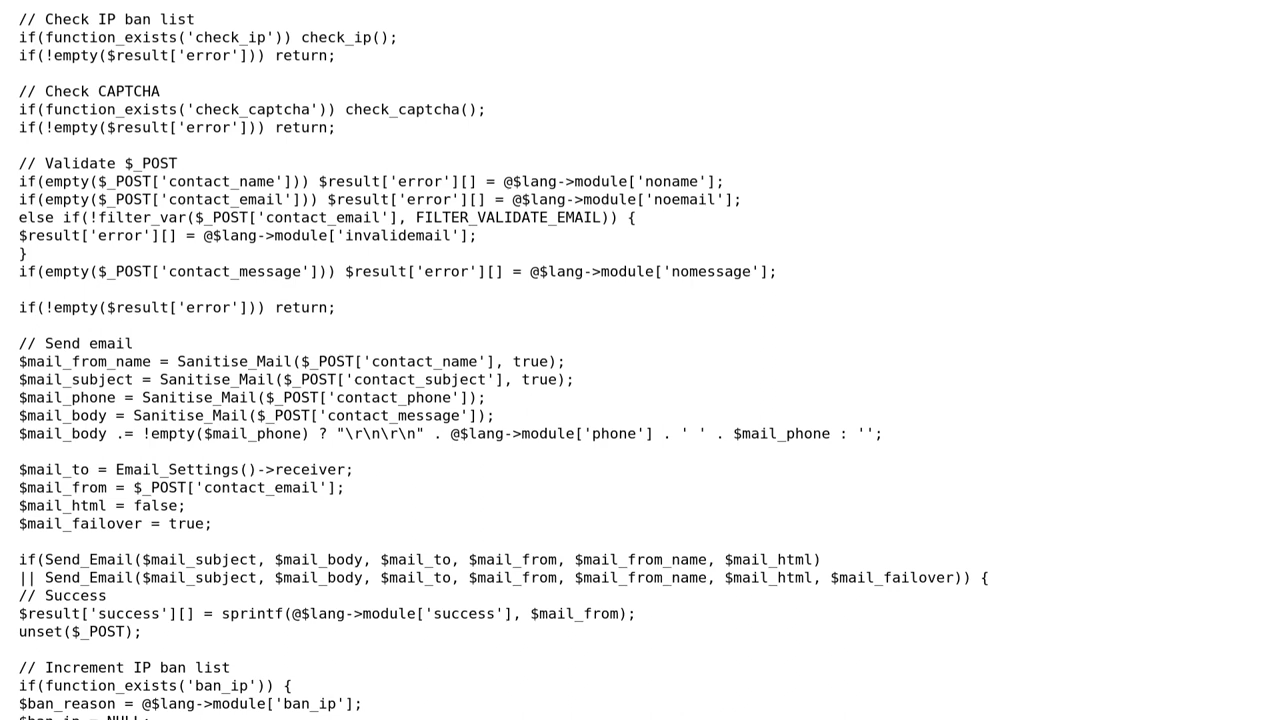 // Check IP ban list
if(function_exists('check_ip')) check_ip();
if(!empty($result['error'])) return;

// Check CAPTCHA
if(function_exists('check_captcha')) check_captcha();
if(!empty($result['error'])) return;

// Validate $_POST
if(empty($_POST['contact_name'])) $result['error'][] = @$lang->module['noname'];
if(empty($_POST['contact_email'])) $result['error'][] = @$lang->module['noemail'];
else if(!filter_var($_POST['contact_email'], FILTER_VALIDATE_EMAIL)) {
$result['error'][] = @$lang->module['invalidemail'];
}
if(empty($_POST['contact_message'])) $result['error'][] = @$lang->module['nomessage'];

if(!empty($result['error'])) return;

// Send email
$mail_from_name = Sanitise_Mail($_POST['contact_name'], true);
$mail_subject = Sanitise_Mail($_POST['contact_subject'], true);
$mail_phone = Sanitise_Mail($_POST['contact_phone']);
$mail_body = Sanitise_Mail($_POST['contact_message']);
$mail_body .= !empty($mail_phone) ? "\r\n\r\n" . @$lang->module['phone'] . ' ' . $mail_phone : '';

$mail_to = Email_Settings()->receiver;
$mail_from = $_POST['contact_email'];
$mail_html = false;
$mail_failover = true;

if(Send_Email($mail_subject, $mail_body, $mail_to, $mail_from, $mail_from_name, $mail_html)
|| Send_Email($mail_subject, $mail_body, $mail_to, $mail_from, $mail_from_name, $mail_html, $mail_failover)) {
// Success
$result['success'][] = sprintf(@$lang->module['success'], $mail_from);
unset($_POST);

// Increment IP ban list
if(function_exists('ban_ip')) {
$ban_reason = @$lang->module['ban_ip'];
$ban_ip = NULL;